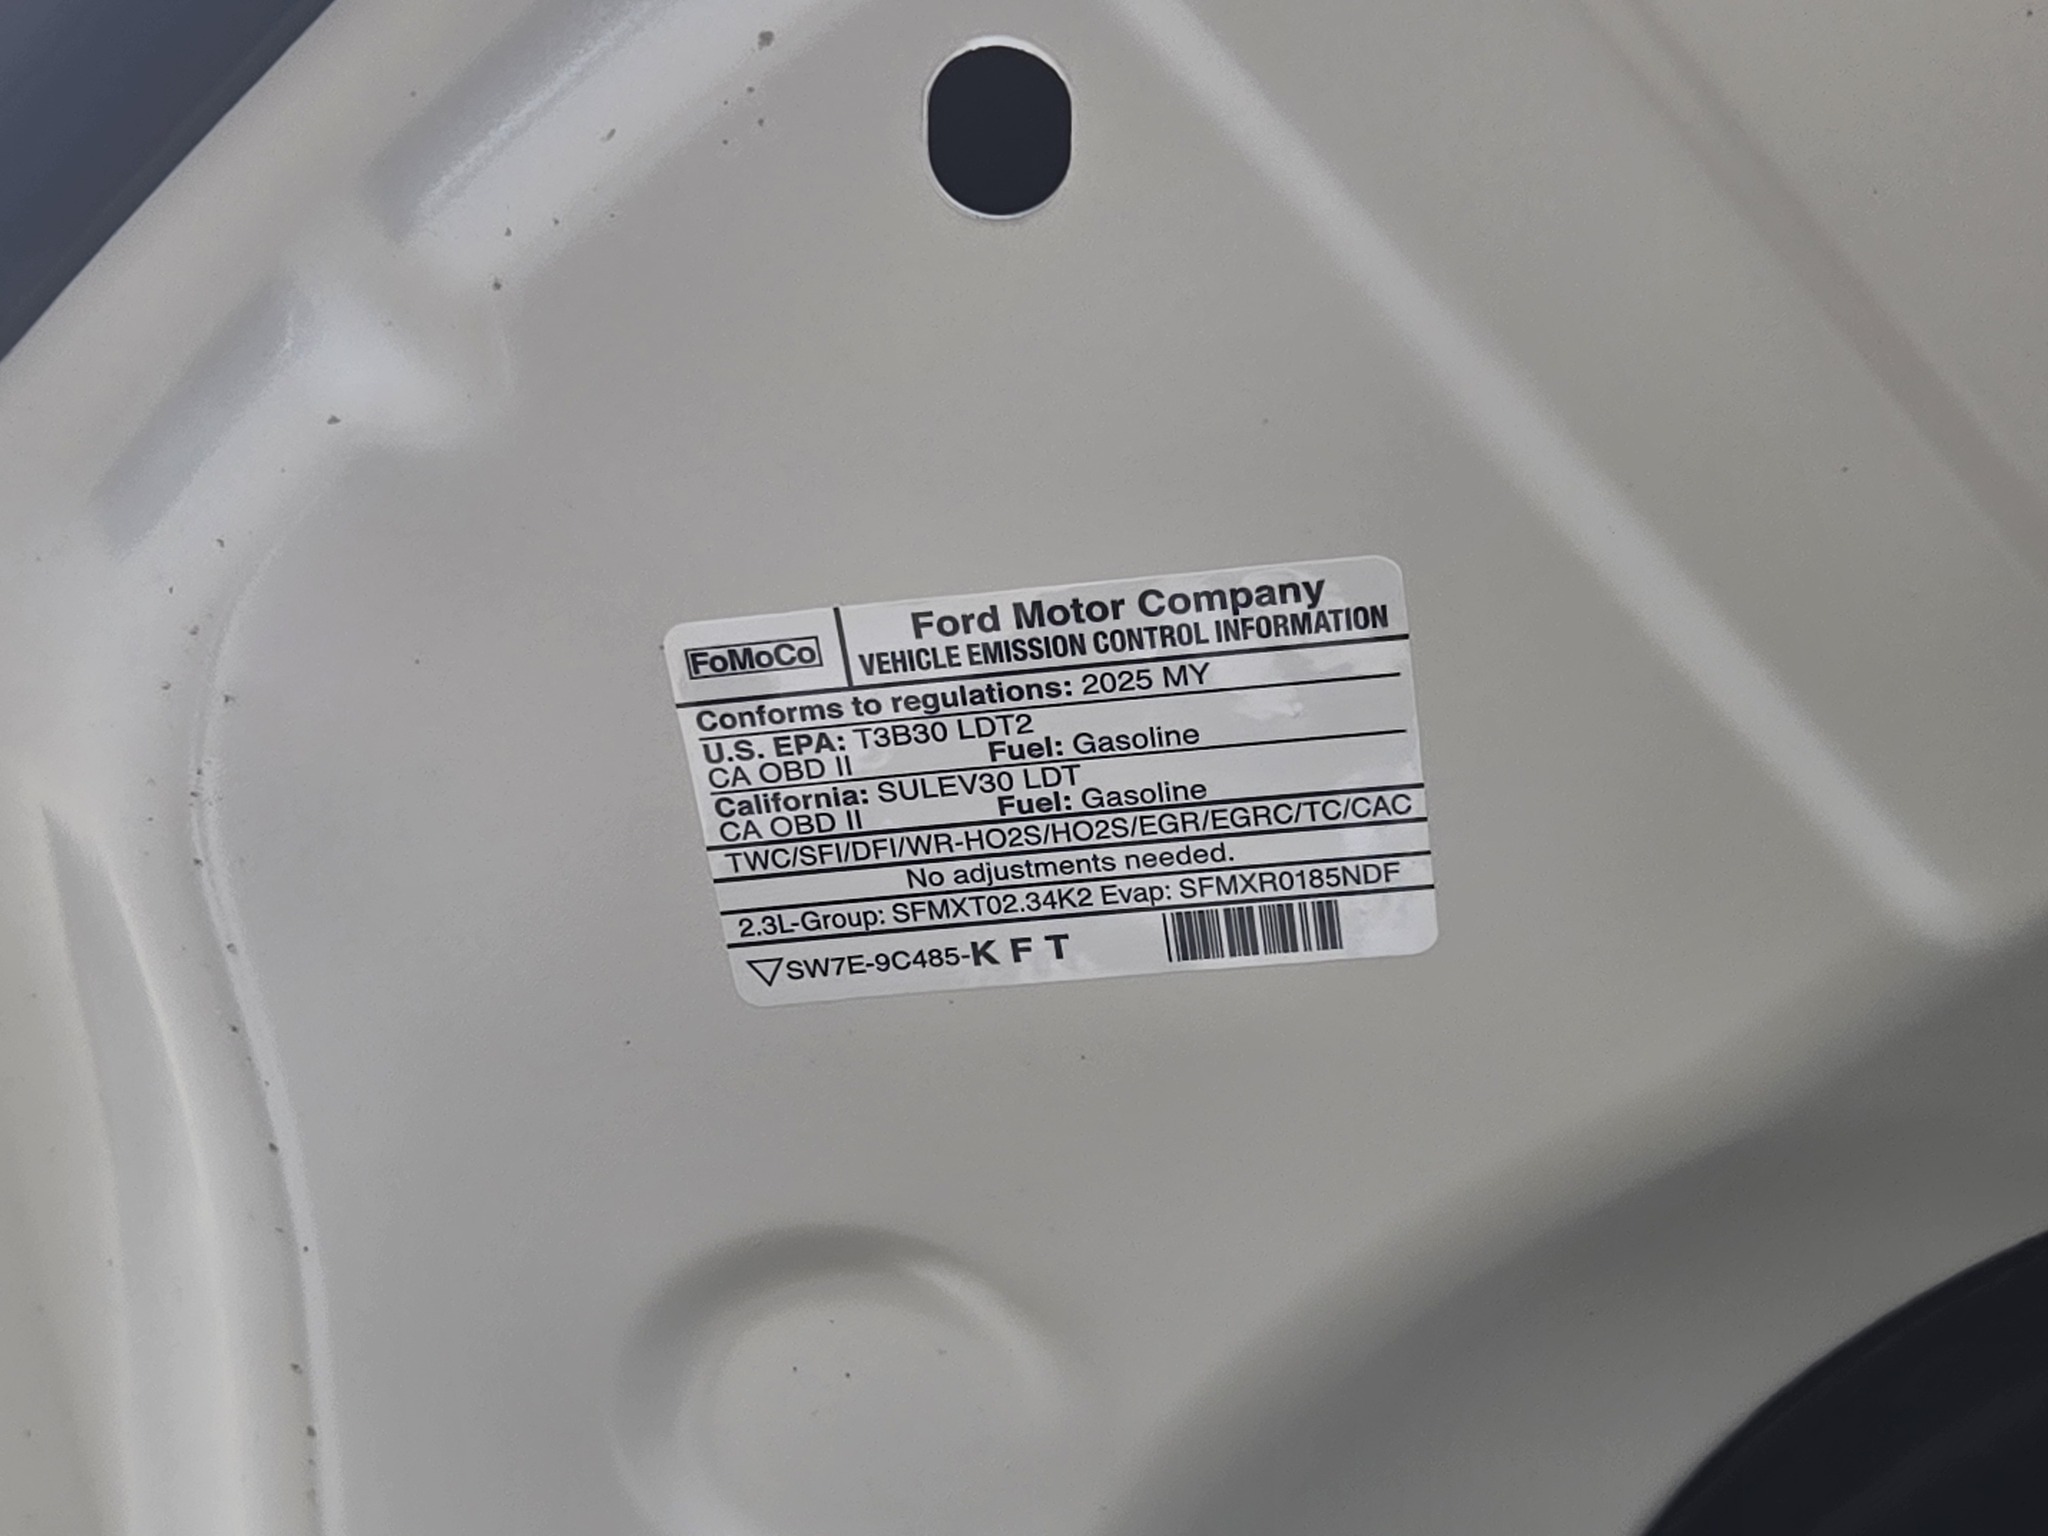 FoMoCo
Ford Motor Company
VEHICLE EMISSION CONTROL INFORMATION
Conforms to regulations: 2025 MY
U.S. EPA: T3B30 LDT2
CA OBD II Fuel: Gasoline
California: SULEV30 LDT
CA OBD II Fuel: Gasoline
TWC/SFI/DFI/WR-HO2S/HO2S/EGR/EGRC/TC/CAC
No adjustments needed.
2.3L-Group: SFMXT02.34K2 Evap: SFMXR0185NDF
SW7E-9C485-K F T